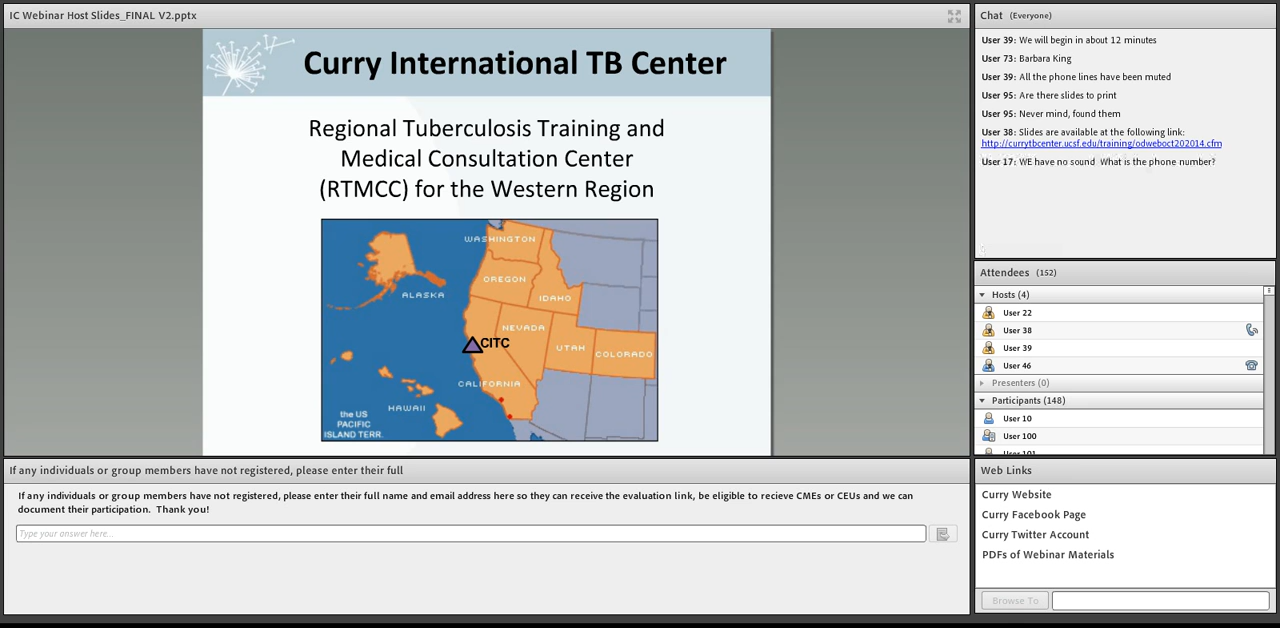 IC Webinar Host Slides_FINAL V2.pptx
Curry International TB Center
Regional Tuberculosis Training and
Medical Consultation Center
(RTMCC) for the Western Region
WASHINGTON
OREGON
IDAHO
ALASKA
NEVADA
CITC
UTAH
COLORADO
CALIFORNIA
HAWAII
the US
PACIFIC
ISLAND TERR.
If any individuals or group members have not registered, please enter their full
If any individuals or group members have not registered, please enter their full name and email address here so they can receive the evaluation link, be eligible to recieve CMEs or CEUs and we can
document their participation.  Thank you!
Type your answer here...
Chat (Everyone)
User 39: We will begin in about 12 minutes
User 73: Barbara King
User 39: All the phone lines have been muted
User 95: Are there slides to print
User 95: Never mind, found them
User 38: Slides are available at the following link:
http://currytbcenter.ucsf.edu/training/odweboct202014.cfm
User 17: WE have no sound  What is the phone number?
Attendees (152)
Hosts (4)
User 22
User 38
User 39
User 46
Presenters (0)
Participants (148)
User 10
User 100
User 101
Web Links
Curry Website
Curry Facebook Page
Curry Twitter Account
PDFs of Webinar Materials
Browse To